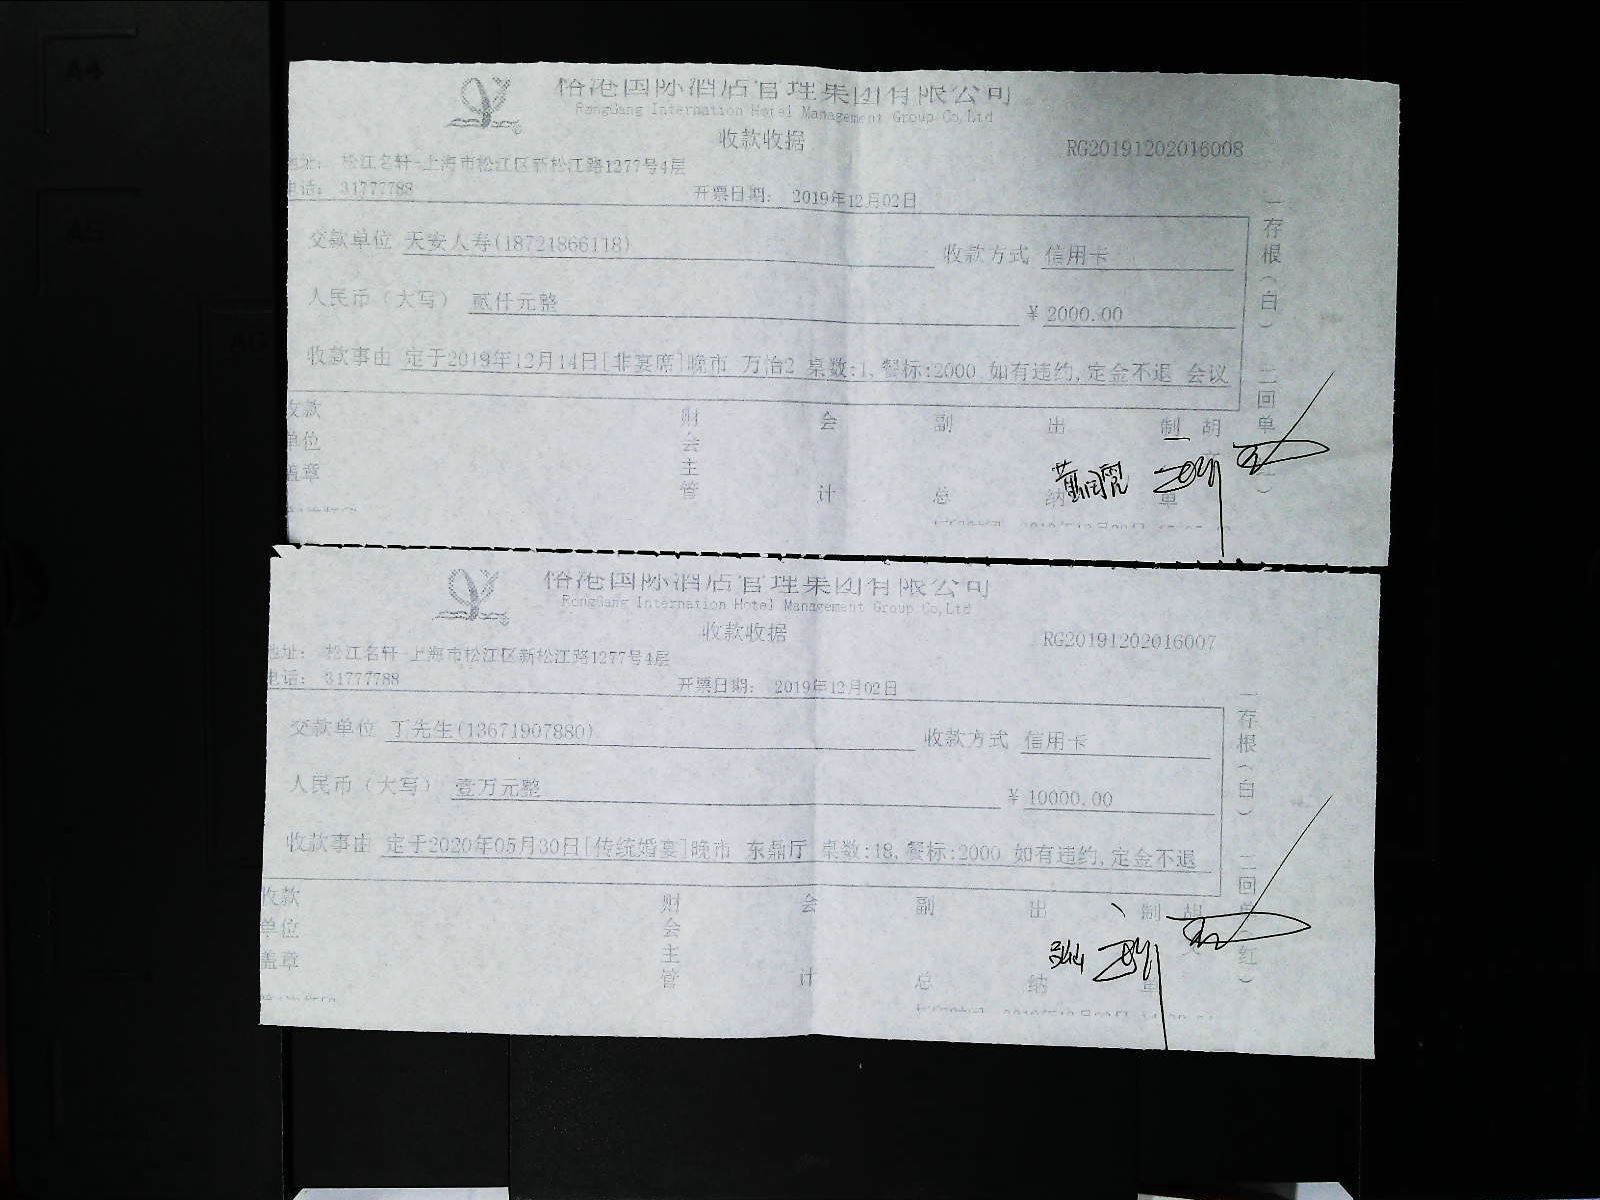 俗港国际酒店管理集团有限公司
RongGang Internation Hotel Management Group Co,Ltd
收款收据
RG20191202016008
地址： 松江名轩-上海市松江区新松江路1277号4层
电话： 31777788
开票日期： 2019年12月02日
交款单位 天安人寿(18721866118)
收款方式 信用卡
人民币（大写） 贰仟元整
￥2000.00
收款事由 定于2019年12月14日[非宴席]晚市 万怡2 桌数:1,餐标:2000 如有违约,定金不退 会议
一存根（白）二回单
收款单位盖章
财会主管
会计
副总
出纳
制单
胡
俗港国际酒店管理集团有限公司
RongGang Internation Hotel Management Group Co,Ltd
收款收据
RG20191202016007
地址： 松江名轩-上海市松江区新松江路1277号4层
电话： 31777788
开票日期： 2019年12月02日
交款单位 丁先生(13671907880)
收款方式 信用卡
人民币（大写） 壹万元整
￥10000.00
收款事由 定于2020年05月30日[传统婚宴]晚市 东鼎厅 桌数:18,餐标:2000 如有违约,定金不退
一存根（白）二回单（红）
收款单位盖章
财会主管
会计
副总
出纳
制单
胡